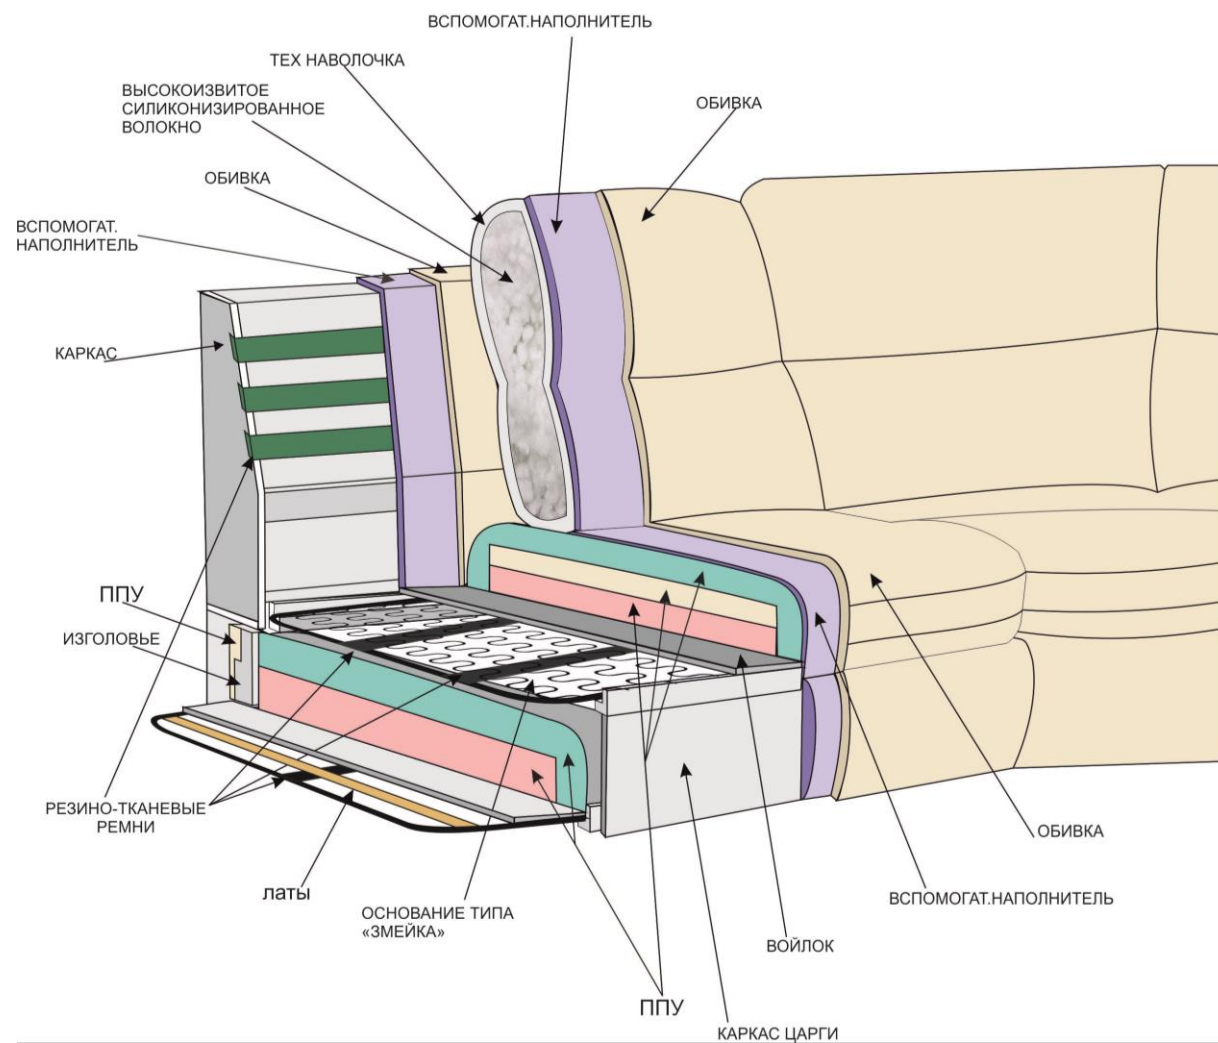 ВСПОМОГАТ.НАПОЛНИТЕЛЬ
ТЕХ НАВОЛОЧКА
ВЫСОКОИЗВИТОЕ
СИЛИКОНИЗИРОВАННОЕ
ВОЛОКНО
ОБИВКА
ОБИВКА
ВСПОМОГАТ.
НАПОЛНИТЕЛЬ
КАРКАС
ППУ
ИЗГОЛОВЬЕ
РЕЗИНО-ТКАНЕВЫЕ
РЕМНИ
латы
ОСНОВАНИЕ ТИПА
«ЗМЕЙКА»
ОБИВКА
ВСПОМОГАТ.НАПОЛНИТЕЛЬ
ВОЙЛОК
ППУ
КАРКАС ЦАРГИ